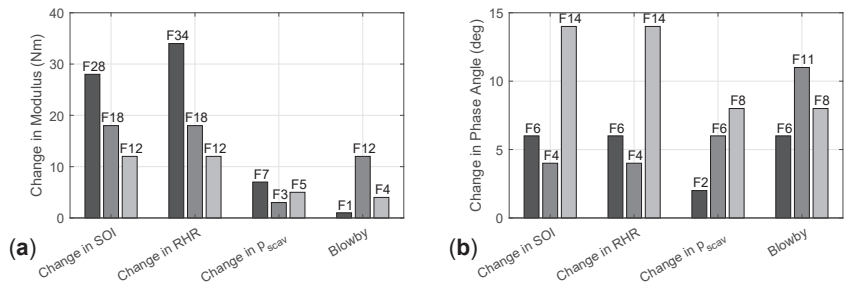 40
30
20
10
0
Change in Modulus (Nm)
F28
F18
F12
F34
F18
F12
F7
F3
F5
F1
F12
F4
Change in SOI
Change in RHR
Change in pscav
Blowby
(a)
15
10
5
0
Change in Phase Angle (deg)
F6
F4
F14
F6
F4
F14
F2
F6
F8
F6
F11
F8
Change in SOI
Change in RHR
Change in pscav
Blowby
(b)